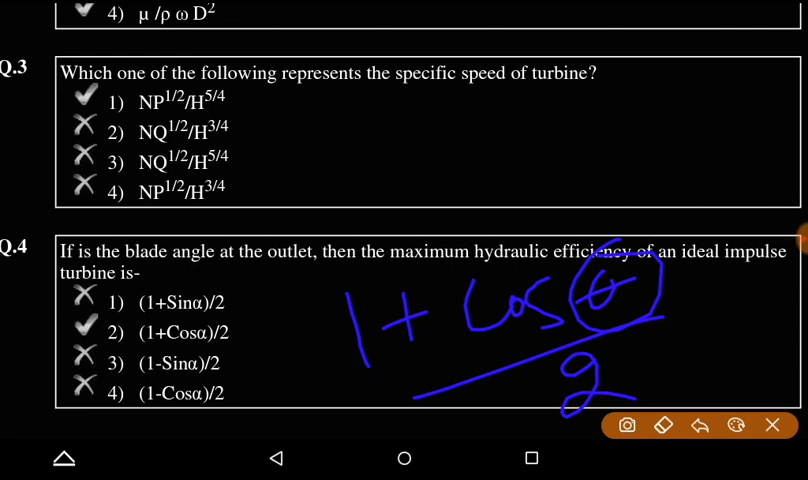 4) μ /ρ ω D²
Q.3
Which one of the following represents the specific speed of turbine?
1) NP^1/2/H^5/4
2) NQ^1/2/H^3/4
3) NQ^1/2/H^5/4
4) NP^1/2/H^3/4
Q.4
If is the blade angle at the outlet, then the maximum hydraulic efficiency of an ideal impulse
turbine is-
1) (1+Sinα)/2
2) (1+Cosα)/2
3) (1-Sinα)/2
4) (1-Cosα)/2
1 + Cos θ
2